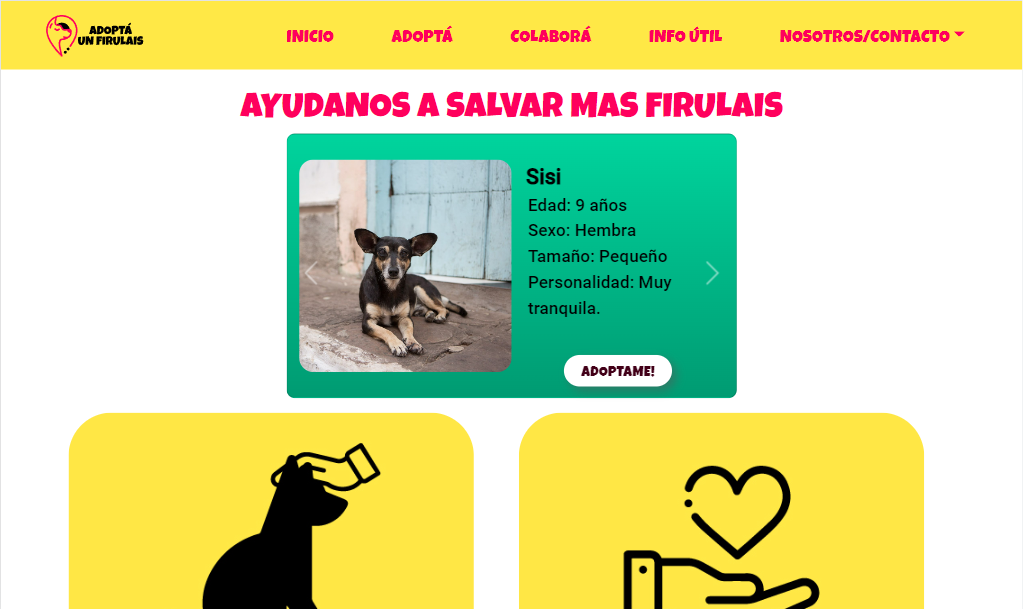 ADOPTÁ
UN FIRULAIS
INICIO
ADOPTÁ
COLABORÁ
INFO ÚTIL
NOSOTROS/CONTACTO
AYUDANOS A SALVAR MAS FIRULAIS
Sisi
Edad: 9 años
Sexo: Hembra
Tamaño: Pequeño
Personalidad: Muy
tranquila.
ADOPTAME!